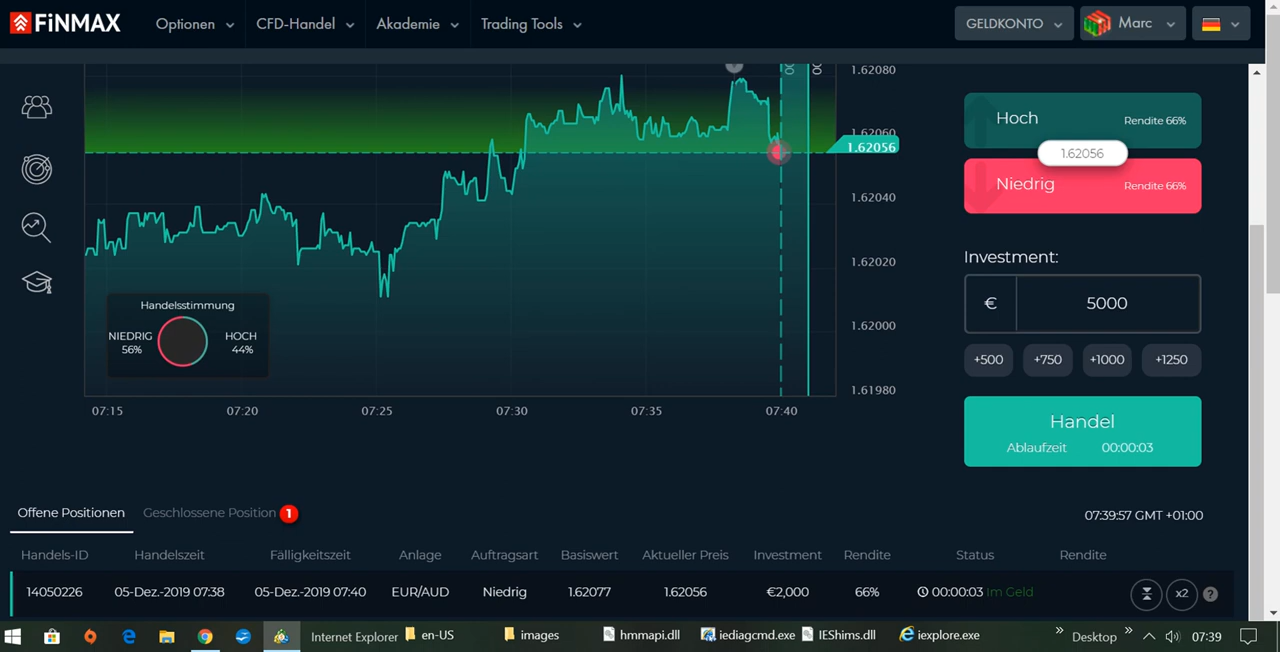 FiNMAX Optionen CFD-Handel Akademie Trading Tools GELDKONTO Marc
1.62080
1.62060
1.62056
1.62040
1.62020
1.62000
1.61980
Handelsstimmung
NIEDRIG HOCH
56% 44%
07:15 07:20 07:25 07:30 07:35 07:40
Hoch Rendite 66%
1.62056
Niedrig Rendite 66%
Investment:
€ 5000
+500 +750 +1000 +1250
Handel
Ablaufzeit 00:00:03
Offene Positionen Geschlossene Position 1 07:39:57 GMT +01:00
Handels-ID Handelszeit Fälligkeitszeit Anlage Auftragsart Basiswert Aktueller Preis Investment Rendite Status Rendite
14050226 05-Dez.-2019 07:38 05-Dez.-2019 07:40 EUR/AUD Niedrig 1.62077 1.62056 €2,000 66% 00:00:03 Im Geld x2 ?
Internet Explorer en-US images hmmapi.dll iediagcmd.exe IEShims.dll iexplore.exe » Desktop » 07:39